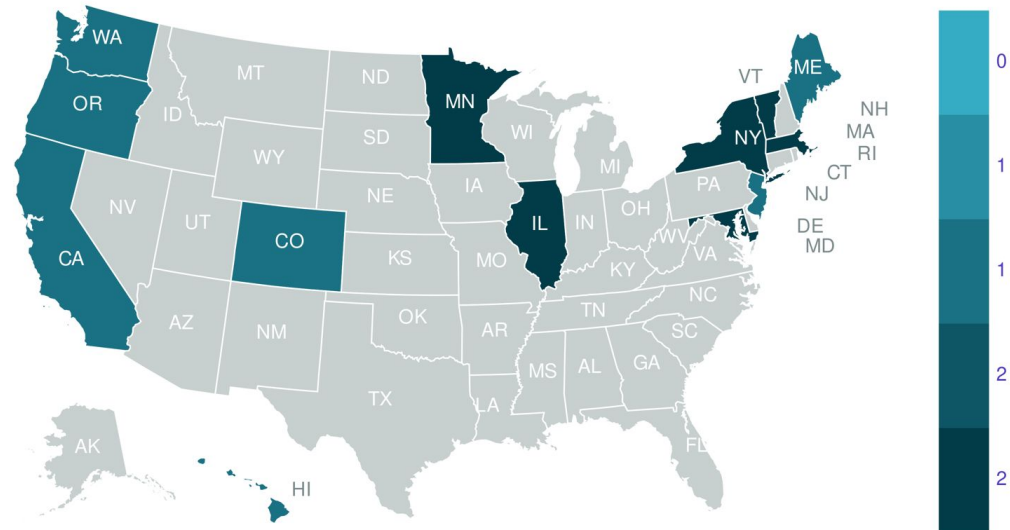 WA
MT
ND
MN
VT
ME
OR
ID
SD
WI
NY
NH
MA
RI
WY
MI
CT
IA
PA
NJ
NV
NE
UT
CO
IL
IN
OH
DE
MD
CA
KS
MO
WV
VA
KY
AZ
NM
OK
AR
TN
NC
SC
TX
LA
MS
AL
GA
FL
AK
HI
0
1
1
2
2